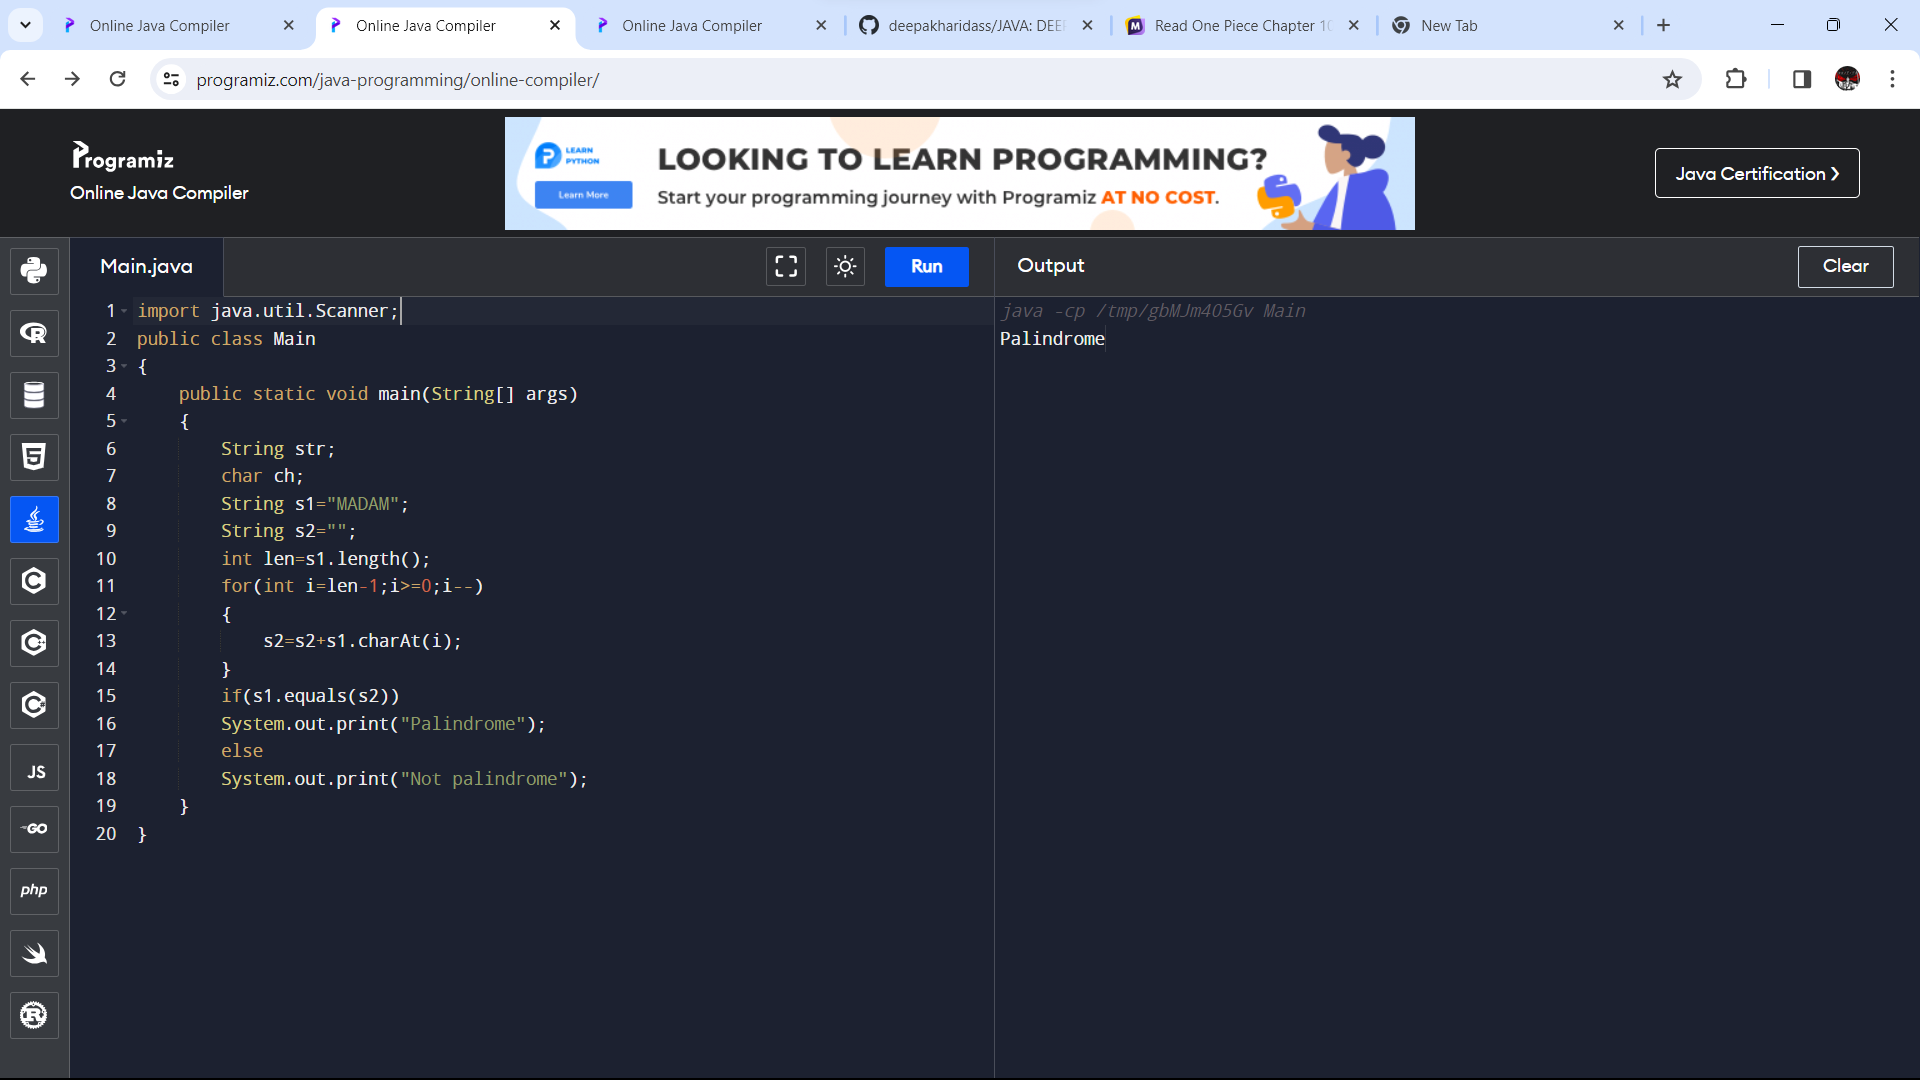 Online Java Compiler
Online Java Compiler
Online Java Compiler
deepakharidass/JAVA: DEEF
Read One Piece Chapter 10
New Tab
programiz.com/java-programming/online-compiler/
Programiz
Online Java Compiler
LEARN
PYTHON
Learn More
LOOKING TO LEARN PROGRAMMING?
Start your programming journey with Programiz AT NO COST.
Java Certification ❯
Main.java
Run
Output
Clear
1 import java.util.Scanner;
2 public class Main
3 {
4     public static void main(String[] args)
5     {
6         String str;
7         char ch;
8         String s1="MADAM";
9         String s2="";
10         int len=s1.length();
11         for(int i=len-1;i>=0;i--)
12         {
13             s2=s2+s1.charAt(i);
14         }
15         if(s1.equals(s2))
16         System.out.print("Palindrome");
17         else
18         System.out.print("Not palindrome");
19     }
20 }
java -cp /tmp/gbMJm4O5Gv Main
Palindrome
JS
GO
php